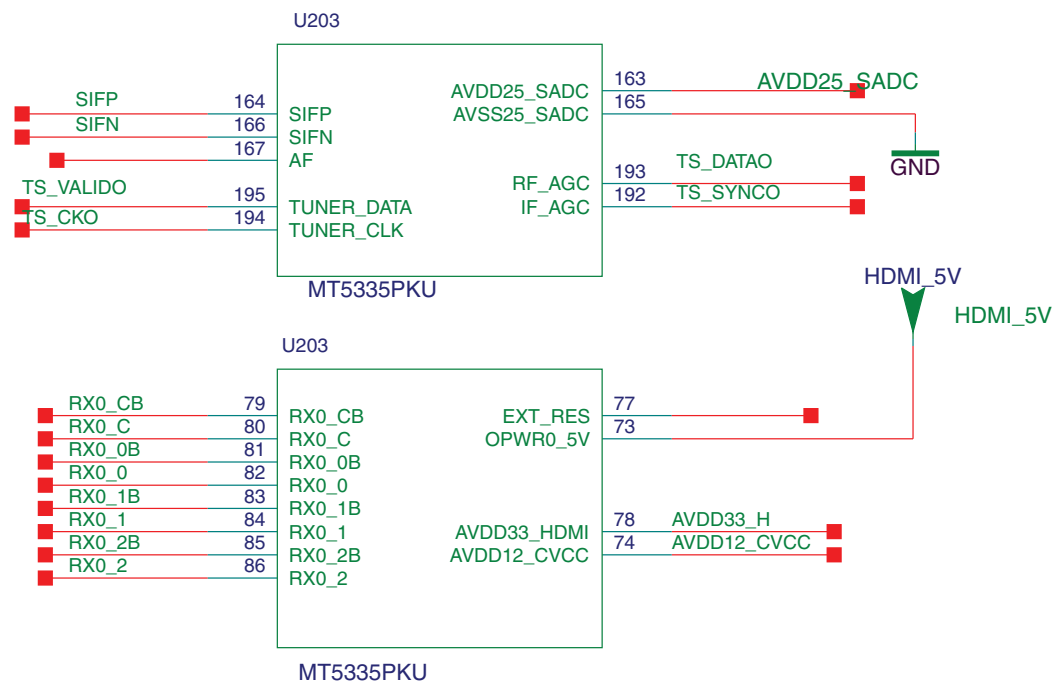 U203
SIFP 164 SIFP
SIFN 166 SIFN
167 AF
TS_VALIDO 195 TUNER_DATA
TS_CKO 194 TUNER_CLK
AVDD25_SADC 163 AVDD25_SADC
AVSS25_SADC 165
GND
RF_AGC 193 TS_DATAO
IF_AGC 192 TS_SYNCO
MT5335PKU
HDMI_5V
HDMI_5V
U203
RX0_CB 79 RX0_CB
RX0_C 80 RX0_C
RX0_0B 81 RX0_0B
RX0_0 82 RX0_0
RX0_1B 83 RX0_1B
RX0_1 84 RX0_1
RX0_2B 85 RX0_2B
RX0_2 86 RX0_2
EXT_RES 77
OPWR0_5V 73
AVDD33_HDMI 78 AVDD33_H
AVDD12_CVCC 74 AVDD12_CVCC
MT5335PKU